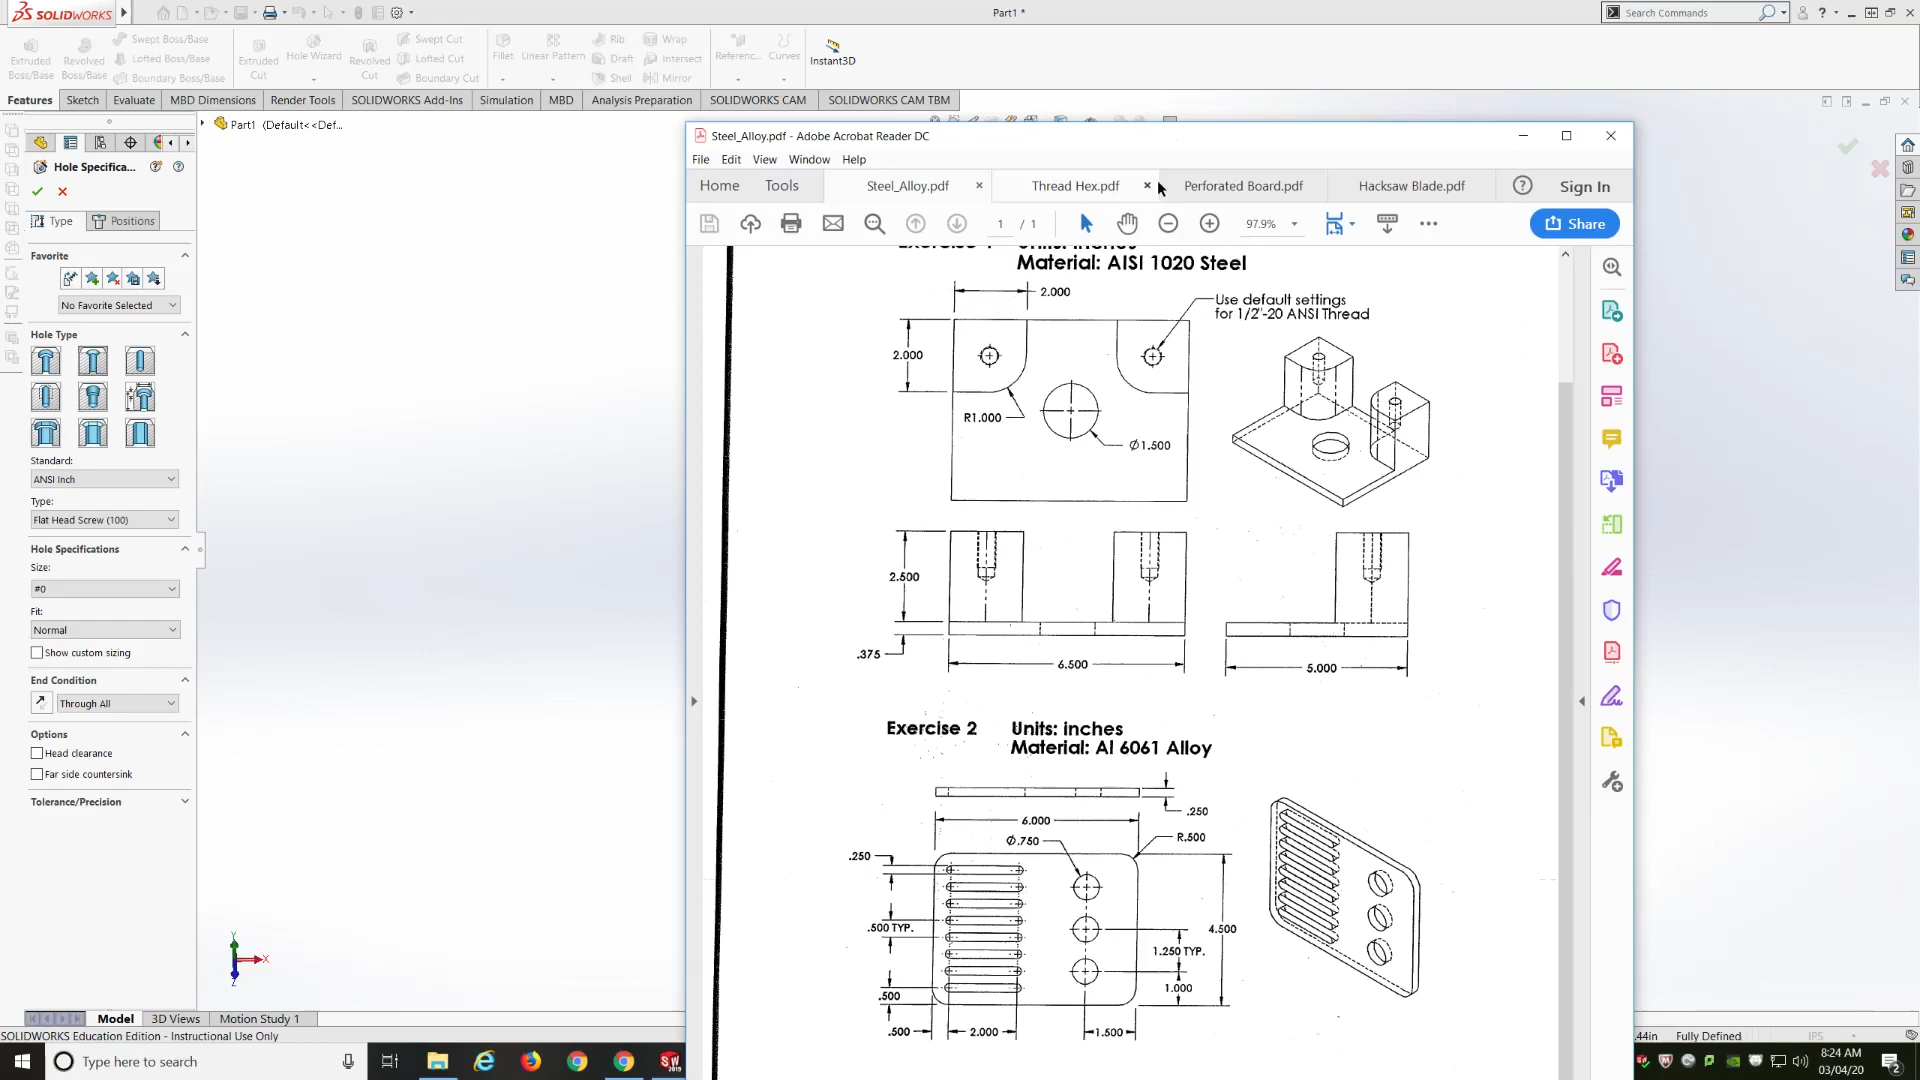 SOLIDWORKS
Part1 *
Search Commands
Extruded Boss/Base
Revolved Boss/Base
Swept Boss/Base
Lofted Boss/Base
Boundary Boss/Base
Extruded Cut
Hole Wizard
Revolved Cut
Swept Cut
Lofted Cut
Boundary Cut
Fillet
Linear Pattern
Rib
Draft
Shell
Wrap
Intersect
Mirror
Referenc...
Curves
Instant3D
Features Sketch Evaluate MBD Dimensions Render Tools SOLIDWORKS Add-Ins Simulation MBD Analysis Preparation SOLIDWORKS CAM SOLIDWORKS CAM TBM
Part1 (Default<<Def...
Hole Specifica...
Type Positions
Favorite
No Favorite Selected
Hole Type
Standard:
ANSI Inch
Type:
Flat Head Screw (100)
Hole Specifications
Size:
#0
Fit:
Normal
Show custom sizing
End Condition
Through All
Options
Head clearance
Far side countersink
Tolerance/Precision
Steel_Alloy.pdf - Adobe Acrobat Reader DC
File Edit View Window Help
Home Tools Steel_Alloy.pdf × Thread Hex.pdf × Perforated Board.pdf Hacksaw Blade.pdf Sign In
1 / 1 97.9% Share
Units: inches
Material: AISI 1020 Steel
2.000
Use default settings
for 1/2"-20 ANSI Thread
2.000
R1.000
Ø1.500
2.500
.375
6.500
5.000
Exercise 2 Units: inches
Material: Al 6061 Alloy
.250
6.000
Ø.750
R.500
.250
.500 TYP.
4.500
1.250 TYP.
.500
1.000
.500
2.000
1.500
Y
X
Z
Model 3D Views Motion Study 1
SOLIDWORKS Education Edition - Instructional Use Only
.44in Fully Defined IPS
Type here to search
SW
2019
8:24 AM
03/04/20
2